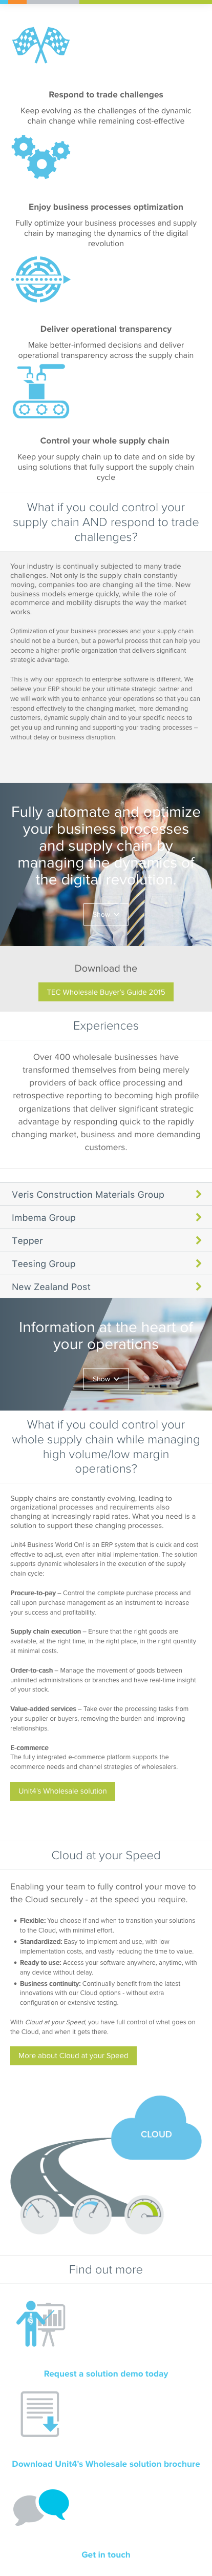 Respond to trade challenges
Keep evolving as the challenges of the dynamic
chain change while remaining cost-effective
Enjoy business processes optimization
Fully optimize your business processes and supply
chain by managing the dynamics of the digital
revolution
Deliver operational transparency
Make better-informed decisions and deliver
operational transparency across the supply chain
Control your whole supply chain
Keep your supply chain up to date and on side by
using solutions that fully support the supply chain
cycle
What if you could control your
supply chain AND respond to trade
challenges?
Your industry is continually subjected to many trade
challenges. Not only is the supply chain constantly
moving, companies too are changing all the time. New
business models emerge quickly, while the role of
ecommerce and mobility disrupts the way the market
works.
Optimization of your business processes and your supply chain
should not be a burden, but a powerful process that can help you
become a higher profile organization that delivers significant
strategic advantage.
This is why our approach to enterprise software is different. We
believe your ERP should be your ultimate strategic partner and
we will work with you to enhance your operations so that you can
respond effectively to the changing market, more demanding
customers, dynamic supply chain and to your specific needs to
get you up and running and supporting your trading processes –
without delay or business disruption.
Fully automate and optimize
your business processes
and supply chain by
managing the dynamics of
the digital revolution.
Show
Download the
TEC Wholesale Buyer's Guide 2015
Experiences
Over 400 wholesale businesses have
transformed themselves from being merely
providers of back office processing and
retrospective reporting to becoming high profile
organizations that deliver significant strategic
advantage by responding quick to the rapidly
changing market, business and more demanding
customers.
Veris Construction Materials Group
Imbema Group
Tepper
Teesing Group
New Zealand Post
Information at the heart of
your operations
Show
What if you could control your
whole supply chain while managing
high volume/low margin
operations?
Supply chains are constantly evolving, leading to
organizational processes and requirements also
changing at increasingly rapid rates. What you need is a
solution to support these changing processes.
Unit4 Business World On! is an ERP system that is quick and cost
effective to adjust, even after initial implementation. The solution
supports dynamic wholesalers in the execution of the supply
chain cycle:
Procure-to-pay – Control the complete purchase process and
call upon purchase management as an instrument to increase
your success and profitability.
Supply chain execution – Ensure that the right goods are
available, at the right time, in the right place, in the right quantity
at minimal costs.
Order-to-cash – Manage the movement of goods between
unlimited administrations or branches and have real-time insight
of your stock.
Value-added services – Take over the processing tasks from
your supplier or buyers, removing the burden and improving
relationships.
E-commerce
The fully integrated e-commerce platform supports the
ecommerce needs and channel strategies of wholesalers.
Unit4's Wholesale solution
Cloud at your Speed
Enabling your team to fully control your move to
the Cloud securely - at the speed you require.
• Flexible: You choose if and when to transition your solutions
to the Cloud, with minimal effort.
• Standardized: Easy to implement and use, with low
implementation costs, and vastly reducing the time to value.
• Ready to use: Access your software anywhere, anytime, with
any device without delay.
• Business continuity: Continually benefit from the latest
innovations with our Cloud options - without extra
configuration or extensive testing.
With Cloud at your Speed, you have full control of what goes on
the Cloud, and when it gets there.
More about Cloud at your Speed
CLOUD
Find out more
Request a solution demo today
Download Unit4's Wholesale solution brochure
Get in touch